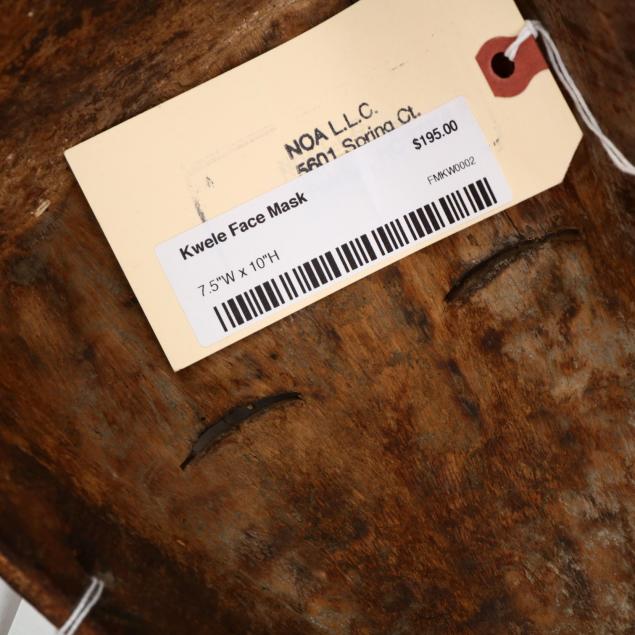 NOA L.L.C.
5601 Spring Ct.
$195.00
FMKW0002
Kwele Face Mask
7.5"W x 10"H